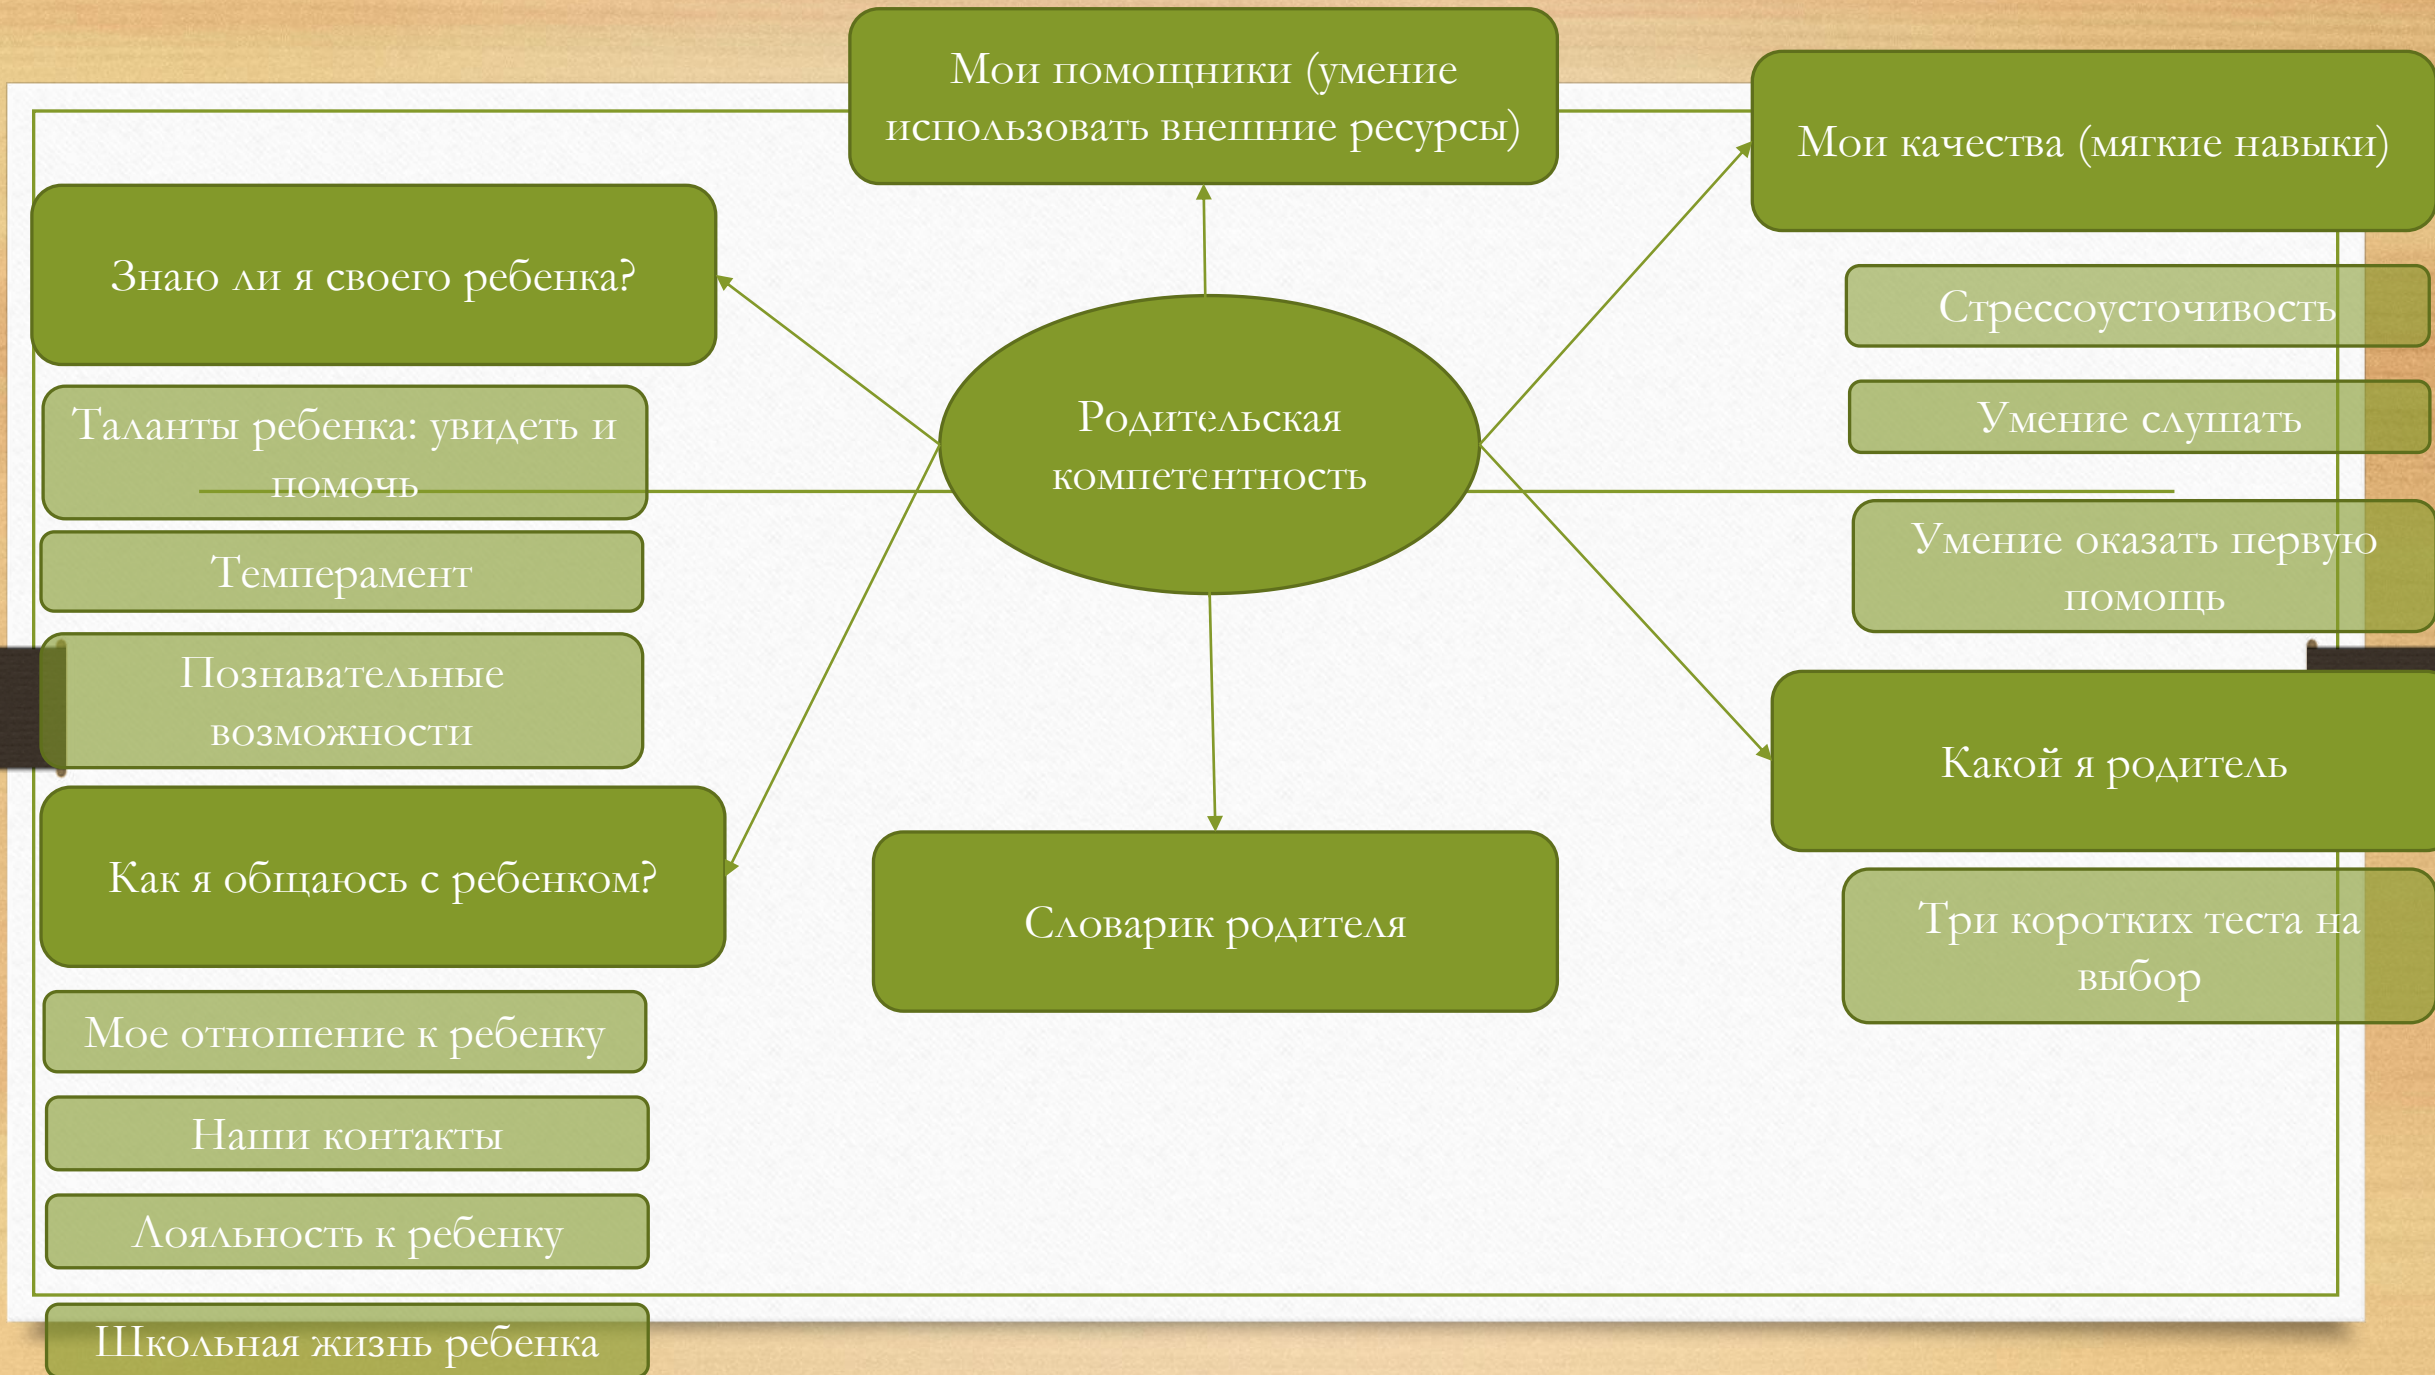 Мои помощники (умение
использовать внешние ресурсы)
Мои качества (мягкие навыки)
Знаю ли я своего ребенка?
Стрессоусточивость
Таланты ребенка: увидеть и
помочь
Умение слушать
Родительская
компетентность
Темперамент
Умение оказать первую
помощь
Познавательные
возможности
Какой я родитель
Как я общаюсь с ребенком?
Словарик родителя
Три коротких теста на
выбор
Мое отношение к ребенку
Наши контакты
Лояльность к ребенку
Школьная жизнь ребенка